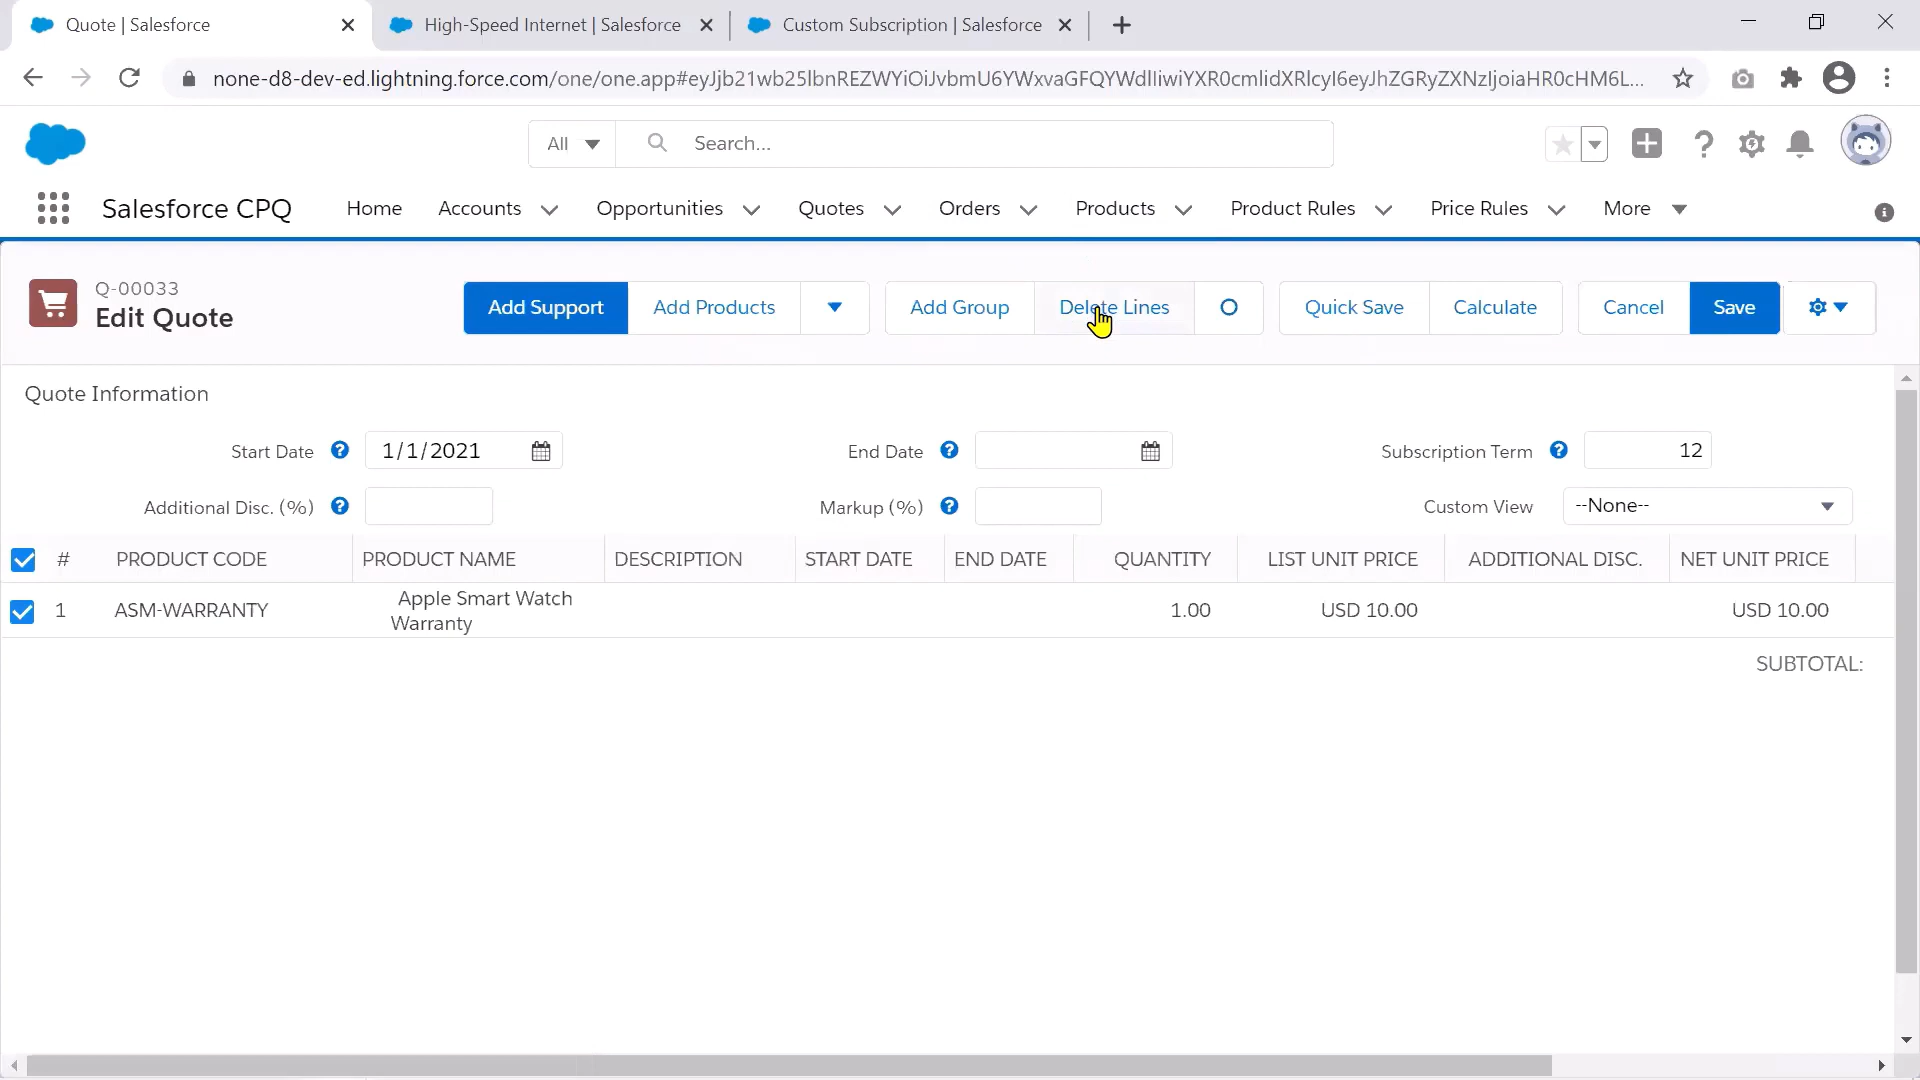 Quote | Salesforce
High-Speed Internet | Salesforce
Custom Subscription | Salesforce
none-d8-dev-ed.lightning.force.com/one/one.app#eyJjb21wb25lbnREZWYiOiJvbmU6YWxvaGFQYWdlIiwiYXR0cmlidXRlcyI6eyJhZGRyZXNzIjoiaHR0cHM6L...
All
Search...
Salesforce CPQ
Home
Accounts
Opportunities
Quotes
Orders
Products
Product Rules
Price Rules
More
Q-00033
Edit Quote
Add Support
Add Products
Add Group
Delete Lines
Quick Save
Calculate
Cancel
Save
Quote Information
Start Date
1/1/2021
End Date
Subscription Term
12
Additional Disc. (%)
Markup (%)
Custom View
--None--
# PRODUCT CODE PRODUCT NAME DESCRIPTION START DATE END DATE QUANTITY LIST UNIT PRICE ADDITIONAL DISC. NET UNIT PRICE
1 ASM-WARRANTY Apple Smart Watch 1.00 USD 10.00 USD 10.00
Warranty
SUBTOTAL: